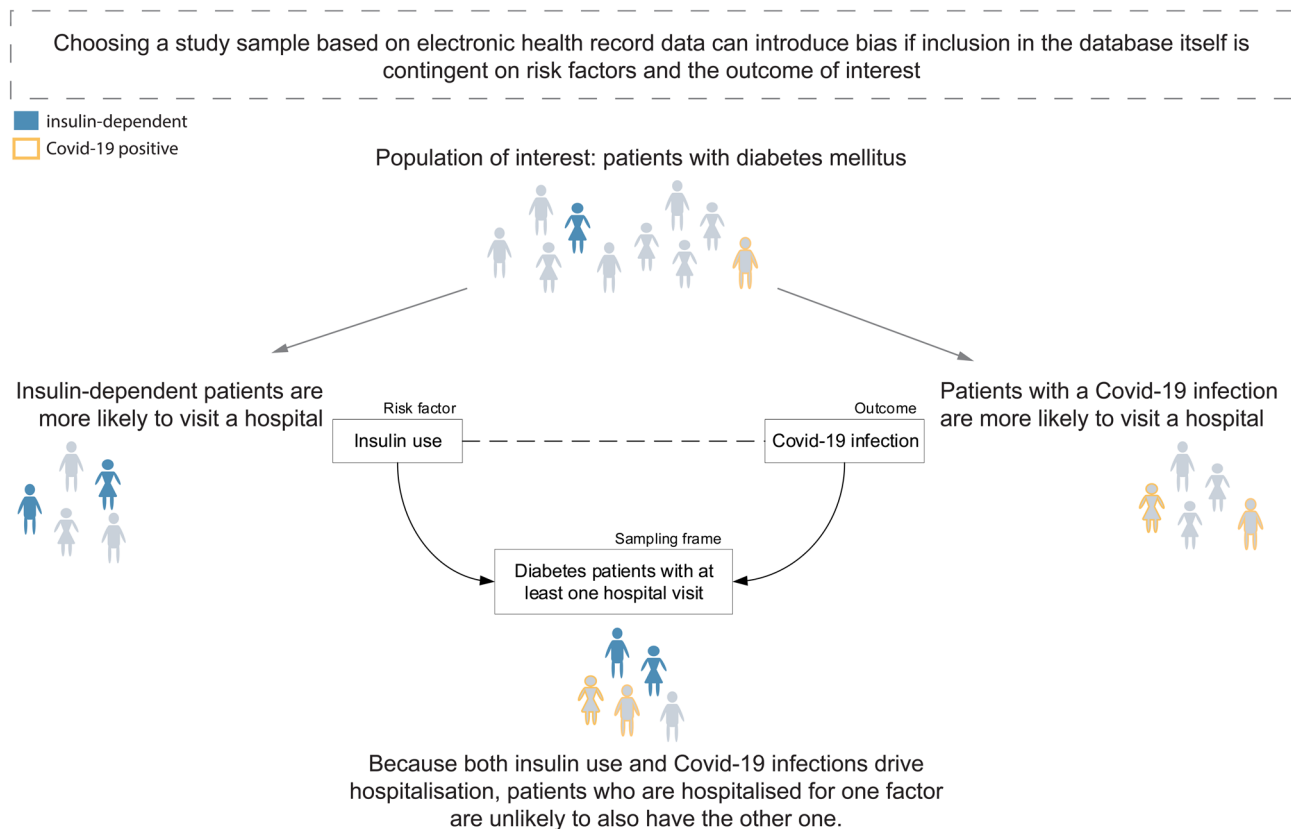 Choosing a study sample based on electronic health record data can introduce bias if inclusion in the database itself is
contingent on risk factors and the outcome of interest
insulin-dependent
Covid-19 positive
Population of interest: patients with diabetes mellitus
Insulin-dependent patients are
more likely to visit a hospital
Patients with a Covid-19 infection
are more likely to visit a hospital
Risk factor
Insulin use
Outcome
Covid-19 infection
Sampling frame
Diabetes patients with at
least one hospital visit
Because both insulin use and Covid-19 infections drive
hospitalisation, patients who are hospitalised for one factor
are unlikely to also have the other one.